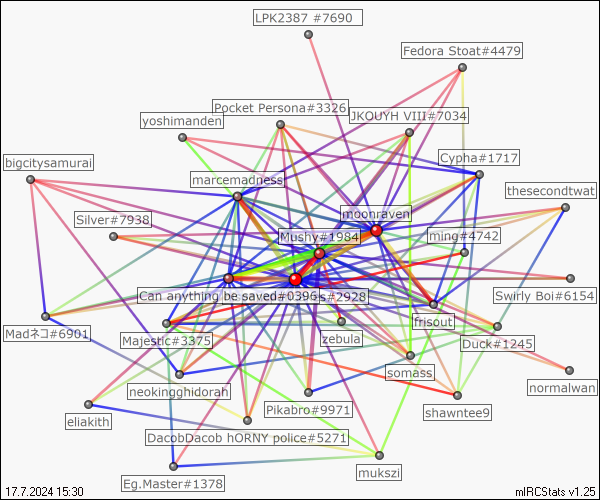 LPK2387 #7690
Fedora Stoat#4479
Pocket Persona#3326
JKOUYH VIII#7034
yoshimanden
Cypha#1717
bigcitysamurai
marcemadness
thesecondtwat
moonraven
Silver#7938
Mushy#1984
ming#4742
Can anything be saved#0396
s#2928
Swirly Boi#6154
frisout
Madネコ#6901
Majestic#3375
zebula
Duck#1245
somass
neokingghidorah
normalwan
Pikabro#9971
shawntee9
eliakith
DacobDacob hORNY police#5271
mukszi
Eg.Master#1378
17.7.2024 15:30
mIRCStats v1.25